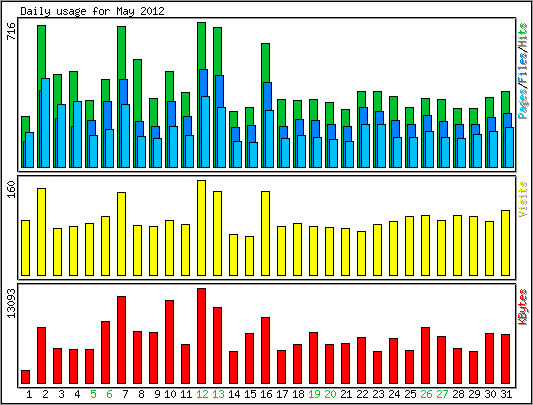 Daily usage for May 2012
716
Pages/Files/Hits
160
Visits
13093
KBytes
1 2 3 4 5 6 7 8 9 10 11 12 13 14 15 16 17 18 19 20 21 22 23 24 25 26 27 28 29 30 31